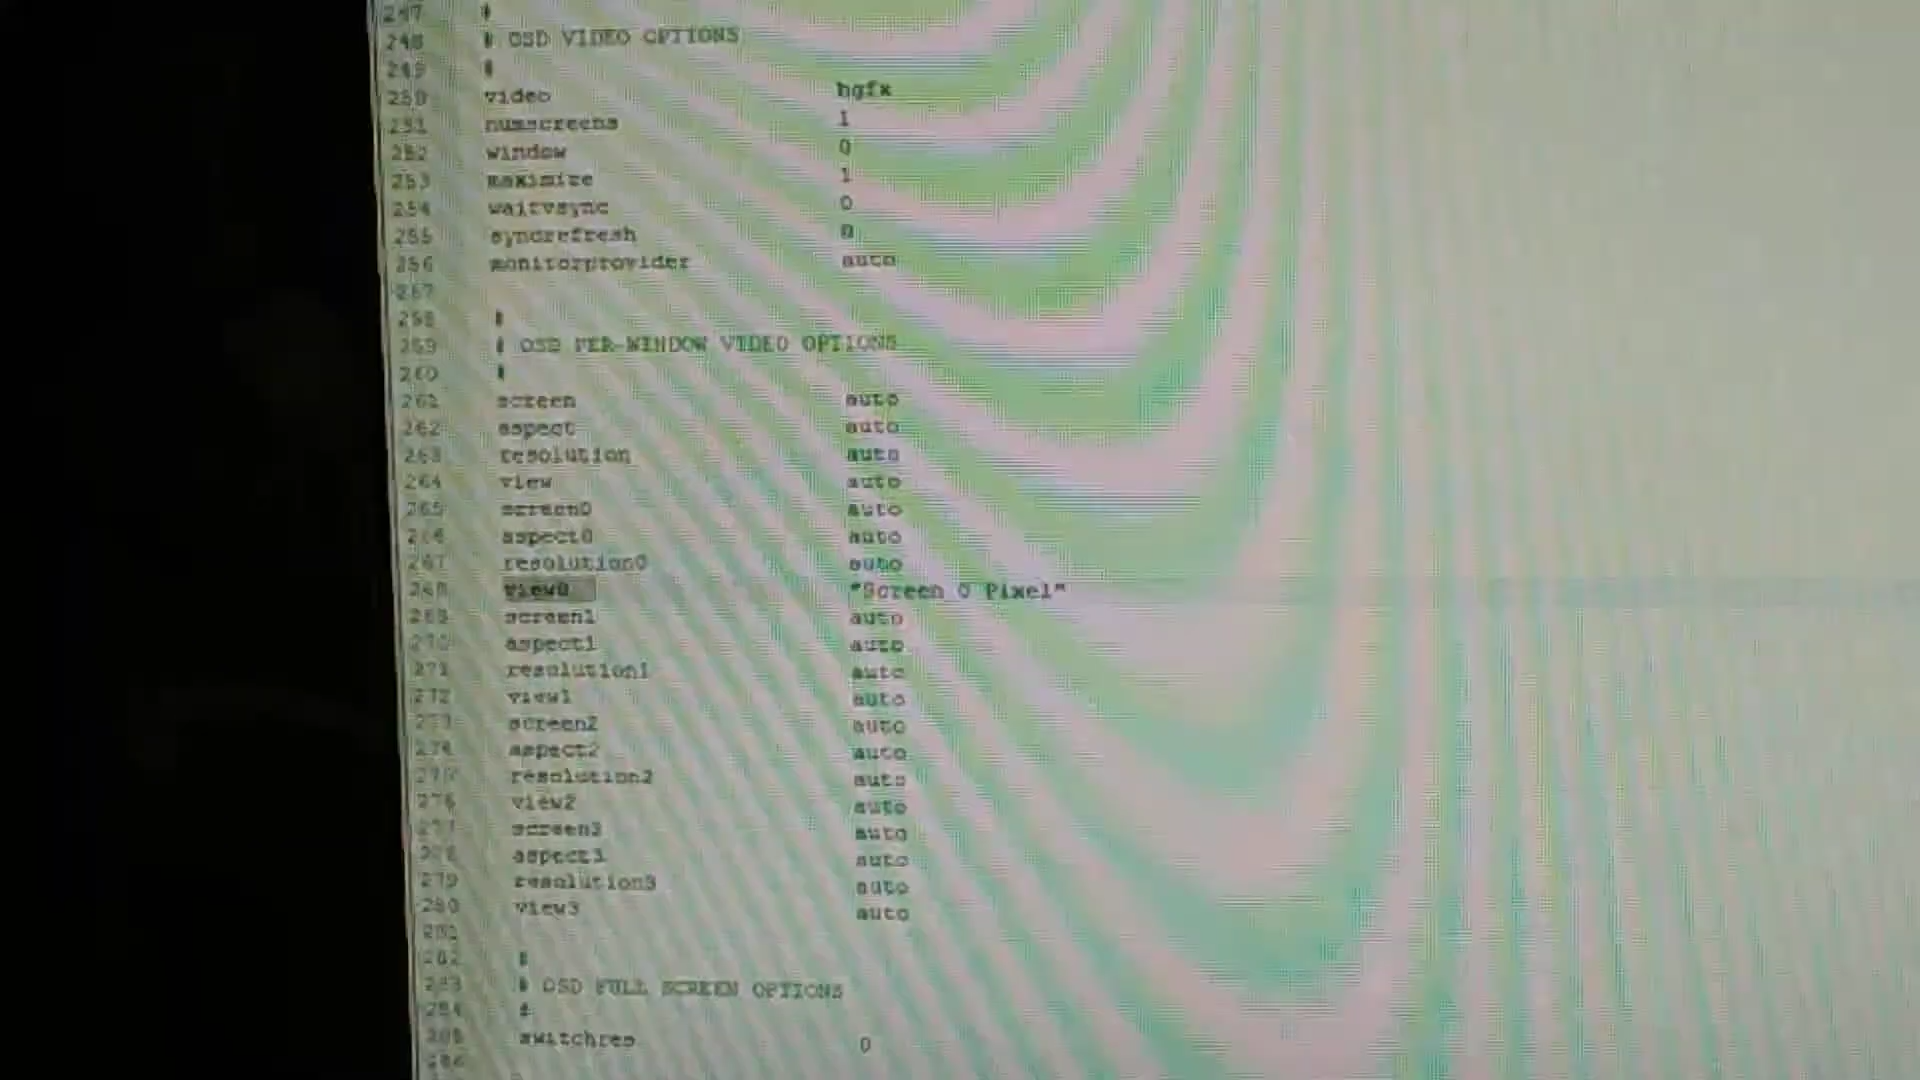 247 #
248 # OSD VIDEO OPTIONS
249 #
250 video bgfx
251 numscreens 1
252 window 0
253 maximize 1
254 waitvsync 0
255 syncrefresh 0
256 monitorprovider auto
257
258 #
259 # OSD PER-WINDOW VIDEO OPTIONS
260 #
261 screen auto
262 aspect auto
263 resolution auto
264 view auto
265 screen0 auto
266 aspect0 auto
267 resolution0 auto
268 view0 "Screen 0 Pixel"
269 screen1 auto
270 aspect1 auto
271 resolution1 auto
272 view1 auto
273 screen2 auto
274 aspect2 auto
275 resolution2 auto
276 view2 auto
277 screen3 auto
278 aspect3 auto
279 resolution3 auto
280 view3 auto
281
282 #
283 # OSD FULL SCREEN OPTIONS
284 #
285 switchres 0
286